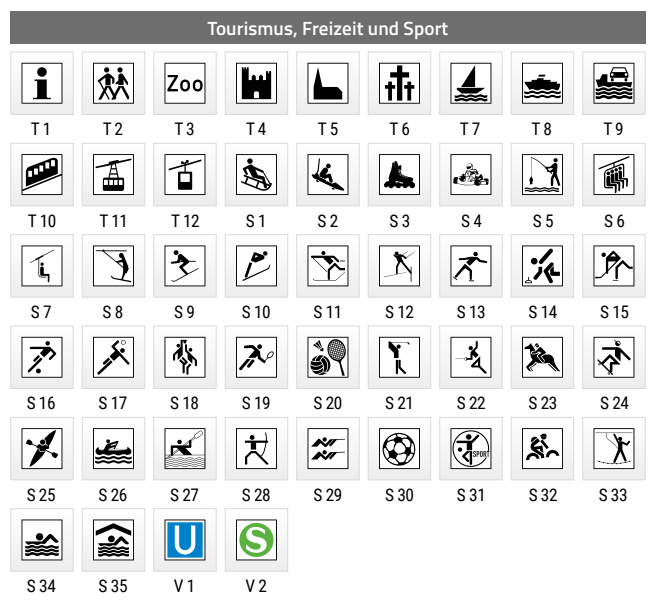 Tourismus, Freizeit und Sport
Zoo
T 1 T 2 T 3 T 4 T 5 T 6 T 7 T 8 T 9
T 10 T 11 T 12 S 1 S 2 S 3 S 4 S 5 S 6
S 7 S 8 S 9 S 10 S 11 S 12 S 13 S 14 S 15
S 16 S 17 S 18 S 19 S 20 S 21 S 22 S 23 S 24
SPORT
S 25 S 26 S 27 S 28 S 29 S 30 S 31 S 32 S 33
U S
S 34 S 35 V 1 V 2